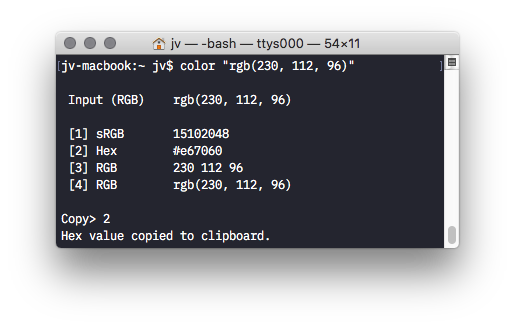 jv — -bash — ttys000 — 54×11
[jv-macbook:~ jv$ color "rgb(230, 112, 96)" ]
Input (RGB) rgb(230, 112, 96)
[1] sRGB 15102048
[2] Hex #e67060
[3] RGB 230 112 96
[4] RGB rgb(230, 112, 96)
Copy> 2
Hex value copied to clipboard.